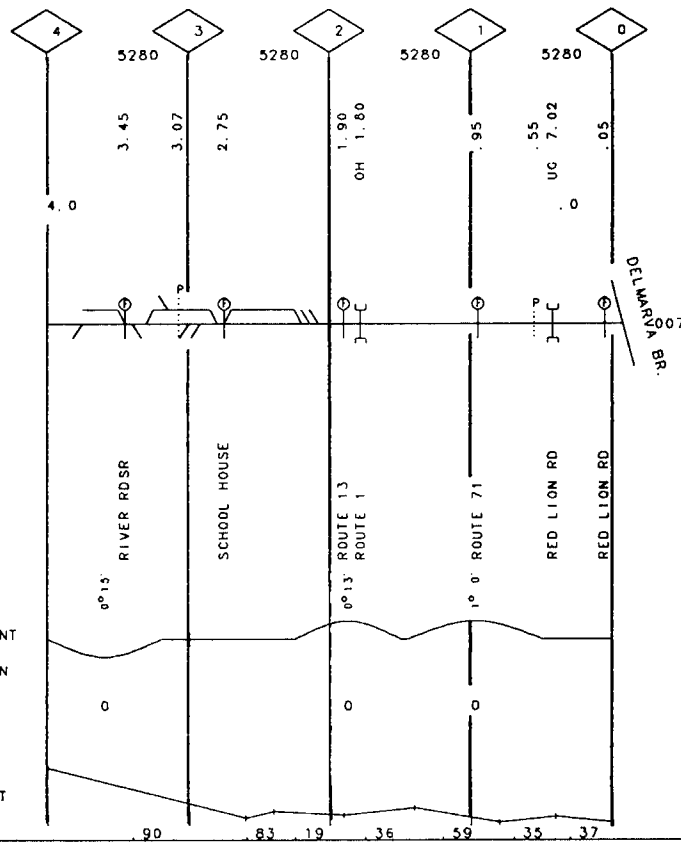 4 3 2 1 0
5280 5280 5280 5280
3.45
3.07
2.75
1.90
OH 1.80
.95
.55
UG 7.02
.05
4.0
.0
P
P
F F F F F
DELMARVA BR.
007
RIVER RDSR
SCHOOL HOUSE
ROUTE 13
ROUTE 1
ROUTE 71
RED LION RD
RED LION RD
0°15'
0°13'
1° 0'
NT
N
0 0 0
T
.90 .83 .19 .36 .59 .35 .37